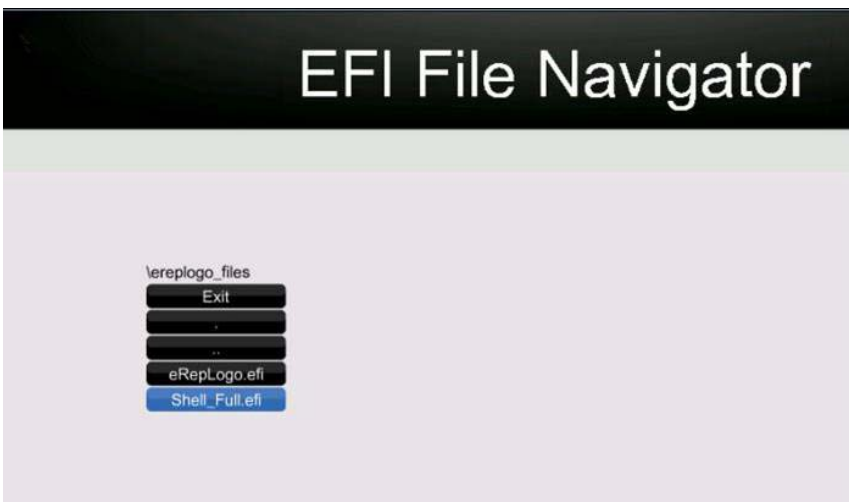 EFI File Navigator
\ereplogo_files
Exit
.
..
eRepLogo.efi
Shell_Full.efi